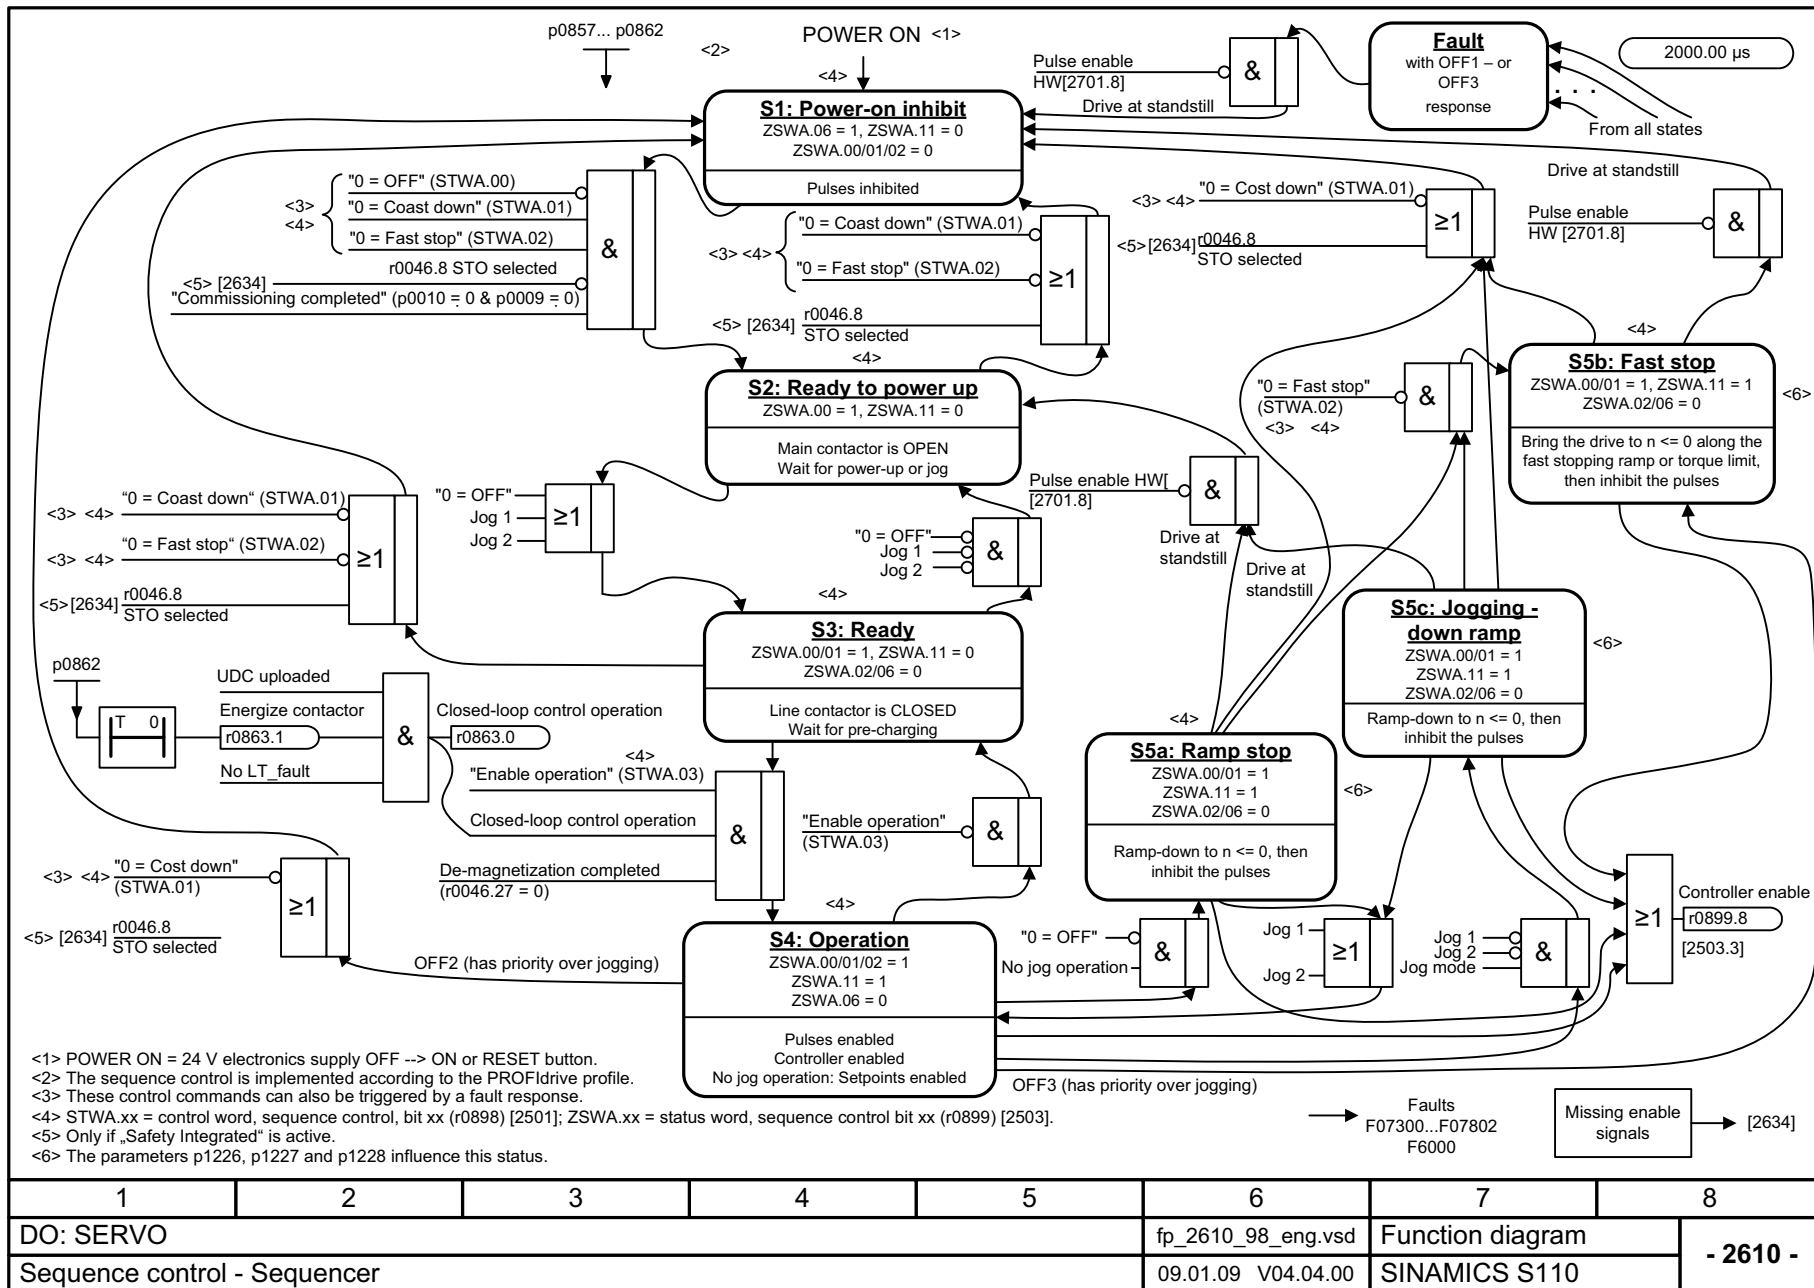 p0857... p0862
<2>
POWER ON <1>
<4>
Pulse enable
HW[2701.8]
&
Drive at standstill
Fault
with OFF1 – or
OFF3
response
. . .
From all states
2000.00 µs
S1: Power-on inhibit
ZSWA.06 = 1, ZSWA.11 = 0
ZSWA.00/01/02 = 0
Pulses inhibited
<3>
<4>
"0 = OFF" (STWA.00)
"0 = Coast down" (STWA.01)
"0 = Fast stop" (STWA.02)
r0046.8 STO selected
<5> [2634]
"Commissioning completed" (p0010 = 0 & p0009 = 0)
&
<3> <4>
"0 = Coast down" (STWA.01)
"0 = Fast stop" (STWA.02)
<5> [2634]
r0046.8
STO selected
≥1
"0 = Cost down" (STWA.01)
<3> <4>
<5>[2634]
r0046.8
STO selected
≥1
Drive at standstill
Pulse enable
HW [2701.8]
&
<4>
S2: Ready to power up
ZSWA.00 = 1, ZSWA.11 = 0
Main contactor is OPEN
Wait for power-up or jog
"0 = Fast stop"
(STWA.02)
<3> <4>
&
<4>
S5b: Fast stop
ZSWA.00/01 = 1, ZSWA.11 = 1
ZSWA.02/06 = 0
Bring the drive to n <= 0 along the
fast stopping ramp or torque limit,
then inhibit the pulses
<6>
"0 = Coast down" (STWA.01)
<3> <4>
"0 = Fast stop" (STWA.02)
<3> <4>
<5>[2634]
r0046.8
STO selected
≥1
"0 = OFF"
Jog 1
Jog 2
≥1
"0 = OFF"
Jog 1
Jog 2
&
Pulse enable HW[
[2701.8]
&
Drive at
standstill
Drive at
standstill
<4>
S3: Ready
ZSWA.00/01 = 1, ZSWA.11 = 0
ZSWA.02/06 = 0
Line contactor is CLOSED
Wait for pre-charging
S5c: Jogging -
down ramp
ZSWA.00/01 = 1
ZSWA.11 = 1
ZSWA.02/06 = 0
Ramp-down to n <= 0, then
inhibit the pulses
<6>
p0862
T 0
UDC uploaded
Energize contactor
r0863.1
No LT_fault
&
Closed-loop control operation
r0863.0
<4>
"Enable operation" (STWA.03)
Closed-loop control operation
De-magnetization completed
(r0046.27 = 0)
&
"Enable operation"
(STWA.03)
&
<4>
S5a: Ramp stop
ZSWA.00/01 = 1
ZSWA.11 = 1
ZSWA.02/06 = 0
Ramp-down to n <= 0, then
inhibit the pulses
<6>
<3> <4>
"0 = Cost down"
(STWA.01)
<5> [2634]
r0046.8
STO selected
≥1
OFF2 (has priority over jogging)
<4>
S4: Operation
ZSWA.00/01/02 = 1
ZSWA.11 = 1
ZSWA.06 = 0
Pulses enabled
Controller enabled
No jog operation: Setpoints enabled
"0 = OFF"
No jog operation
&
Jog 1
Jog 2
≥1
Jog 1
Jog 2
Jog mode
&
≥1
Controller enable
r0899.8
[2503.3]
OFF3 (has priority over jogging)
<1> POWER ON = 24 V electronics supply OFF --> ON or RESET button.
<2> The sequence control is implemented according to the PROFIdrive profile.
<3> These control commands can also be triggered by a fault response.
<4> STWA.xx = control word, sequence control, bit xx (r0898) [2501]; ZSWA.xx = status word, sequence control bit xx (r0899) [2503].
<5> Only if „Safety Integrated“ is active.
<6> The parameters p1226, p1227 and p1228 influence this status.
Faults
F07300...F07802
F6000
Missing enable
signals
[2634]
1 2 3 4 5 6 7 8
DO: SERVO
fp_2610_98_eng.vsd
Function diagram
- 2610 -
Sequence control - Sequencer
09.01.09 V04.04.00
SINAMICS S110